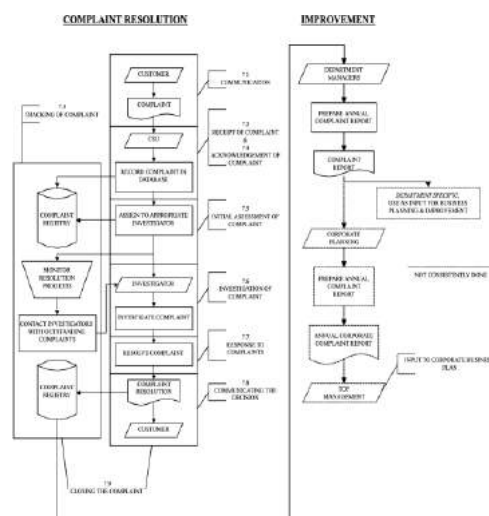 COMPLAINT RESOLUTION
IMPROVEMENT
CUSTOMER
COMPLAINT
7.1
COMMUNICATION
7.2
RECEIPT OF COMPLAINT
&
7.4
ACKNOWLEDGEMENT OF
COMPLAINT
7.3
TRACKING OF COMPLAINT
RECORD COMPLAINT IN
DATABASE
COMPLAINT
REGISTRY
ASSIGN TO APPROPRIATE
INVESTIGATOR
7.5
INITIAL ASSESSMENT OF
COMPLAINT
MONITOR
RESOLUTION
PROGRESS
INVESTIGATOR
7.6
INVESTIGATION OF
COMPLAINT
CONTACT INVESTIGATORS
WITH OUTSTANDING
COMPLAINTS
INVESTIGATE COMPLAINT
7.7
RESPONSE TO
COMPLAINTS
RESOLVE COMPLAINT
COMPLAINT
REGISTRY
COMPLAINT
RESOLUTION
7.8
COMMUNICATING THE
DECISION
CUSTOMER
7.9
CLOSING THE COMPLAINT
DEPARTMENT
MANAGERS
PREPARE ANNUAL
COMPLAINT REPORT
COMPLAINT
REPORT
DEPARTMENT SPECIFIC,
USE AS INPUT FOR BUSINESS
PLANNING & IMPROVEMENT
CORPORATE
PLANNING
PREPARE ANNUAL
COMPLAINT
REPORT
NOT CONSISTENTLY DONE
ANNUAL CORPORATE
COMPLAINT REPORT
INPUT TO CORPORATE BUSINESS
PLAN
TOP
MANAGEMENT